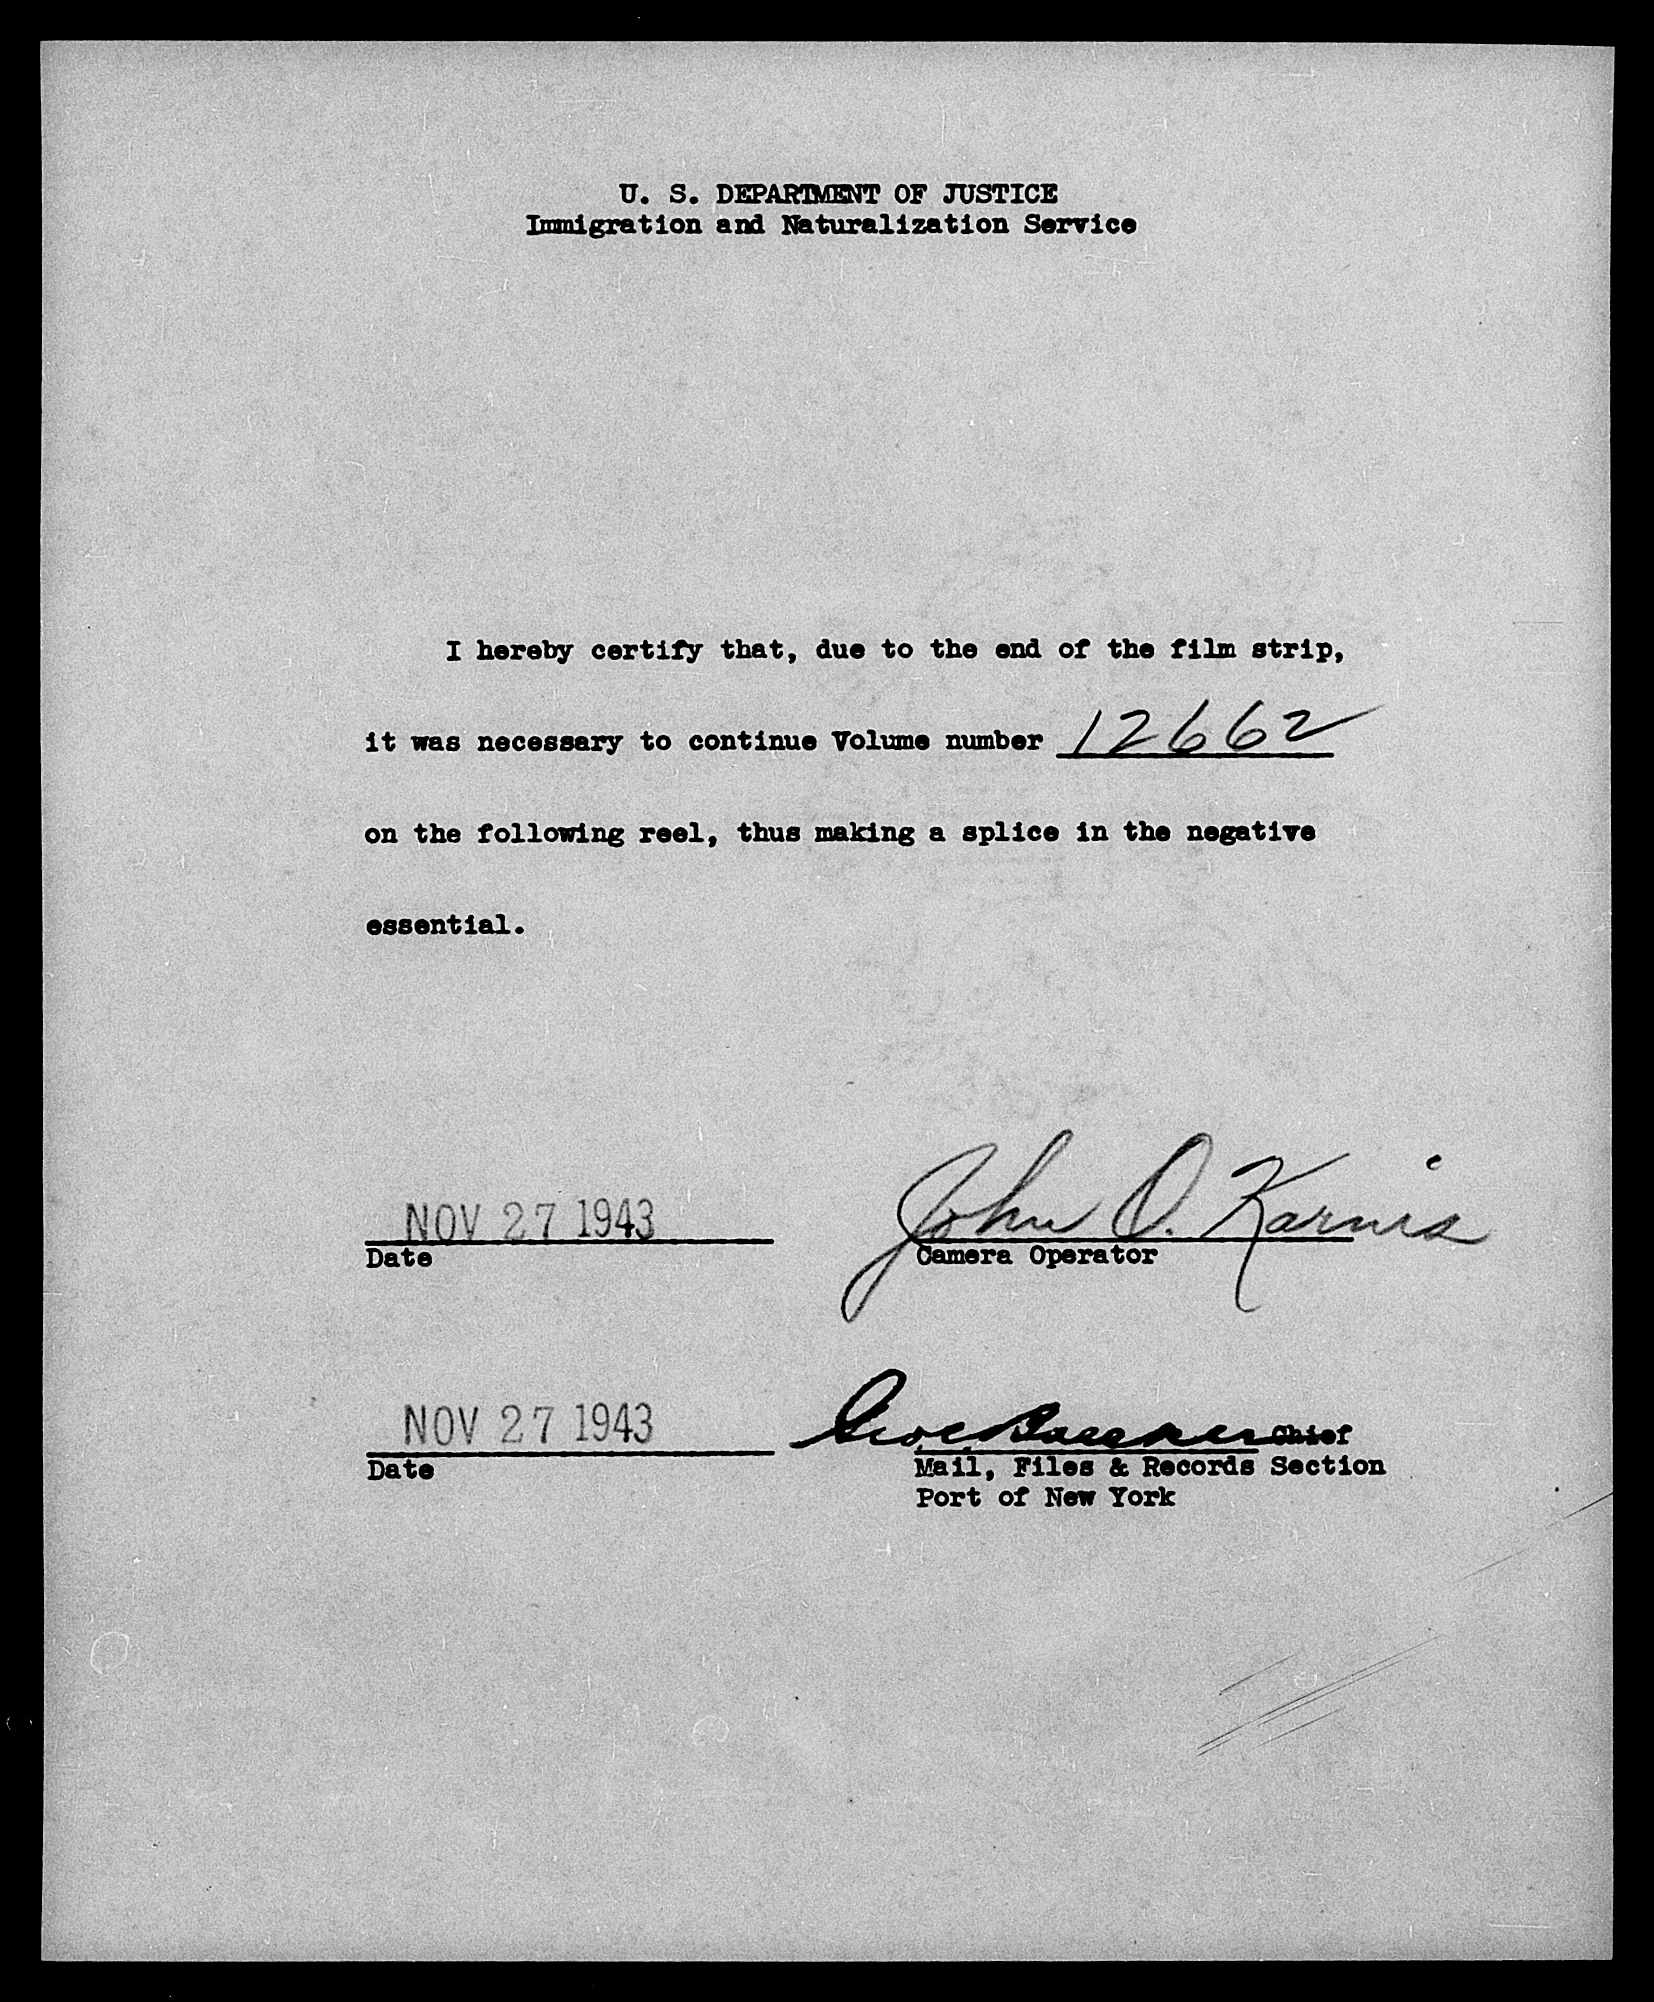 U. S. DEPARTMENT OF JUSTICE
Immigration and Naturalization Service
I hereby certify that, due to the end of the film strip,
it was necessary to continue Volume number 12662
on the following reel, thus making a splice in the negative
essential.
NOV 27 1943 John O. Karnis
Date Camera Operator
NOV 27 1943 Chief
Date Mail, Files & Records Section
Port of New York